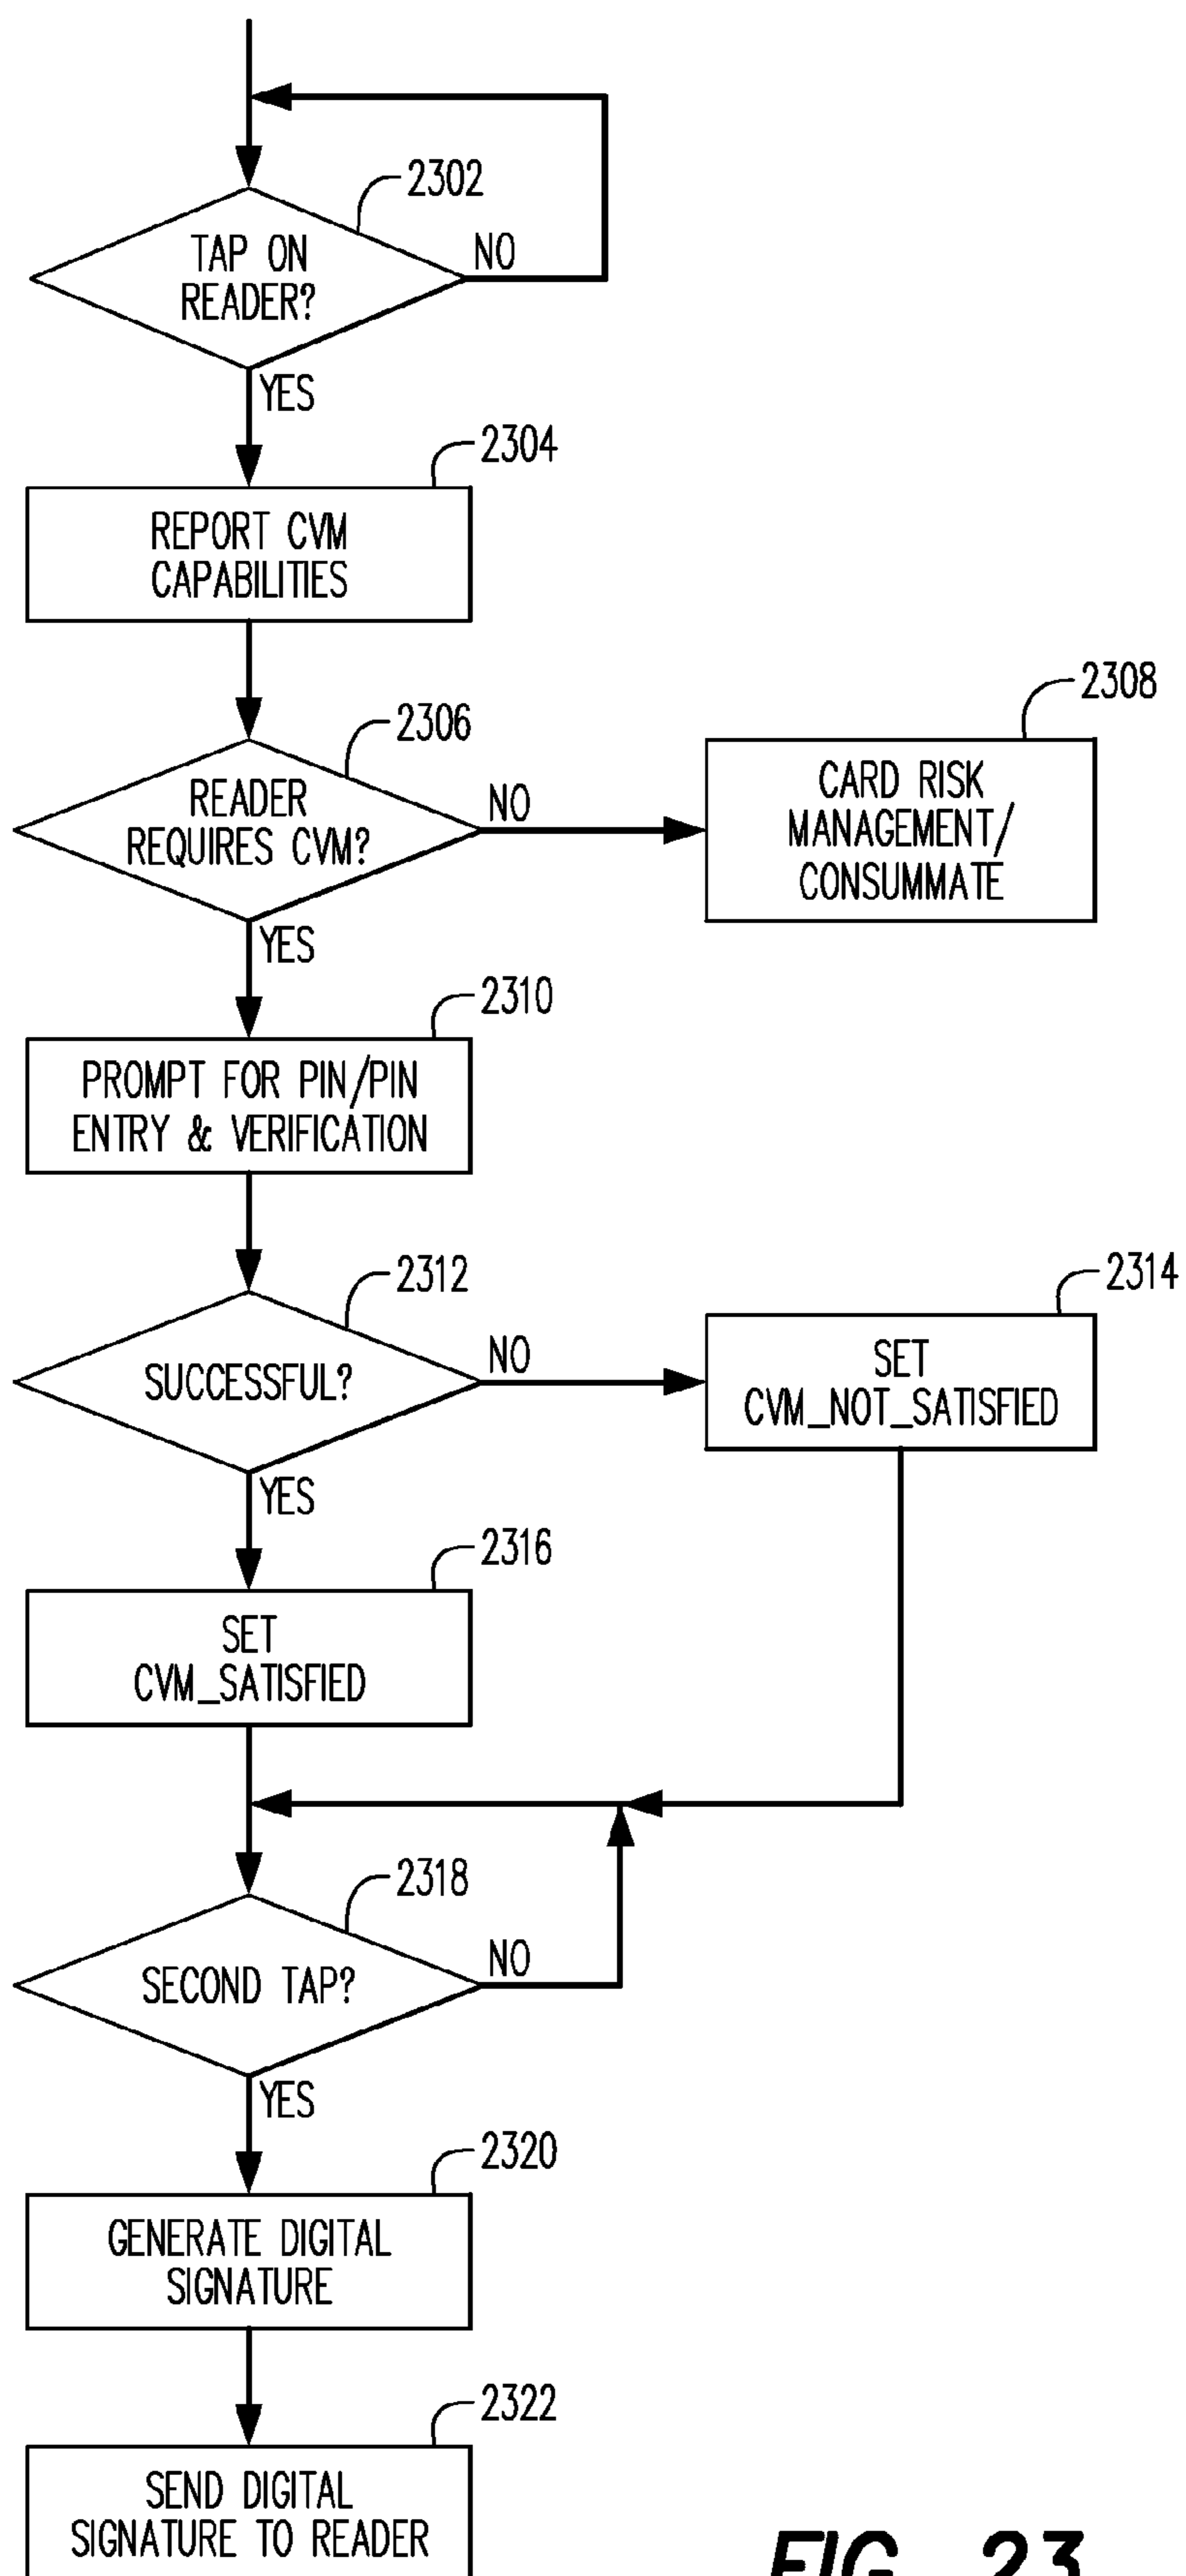 2302
TAP ON
READER?
NO
YES
2304
REPORT CVM
CAPABILITIES
2306
READER
REQUIRES CVM?
NO
YES
2308
CARD RISK
MANAGEMENT/
CONSUMMATE
2310
PROMPT FOR PIN/PIN
ENTRY & VERIFICATION
2312
SUCCESSFUL?
NO
YES
2314
SET
CVM_NOT_SATISFIED
2316
SET
CVM_SATISFIED
2318
SECOND TAP?
NO
YES
2320
GENERATE DIGITAL
SIGNATURE
2322
SEND DIGITAL
SIGNATURE TO READER
FIG. 23